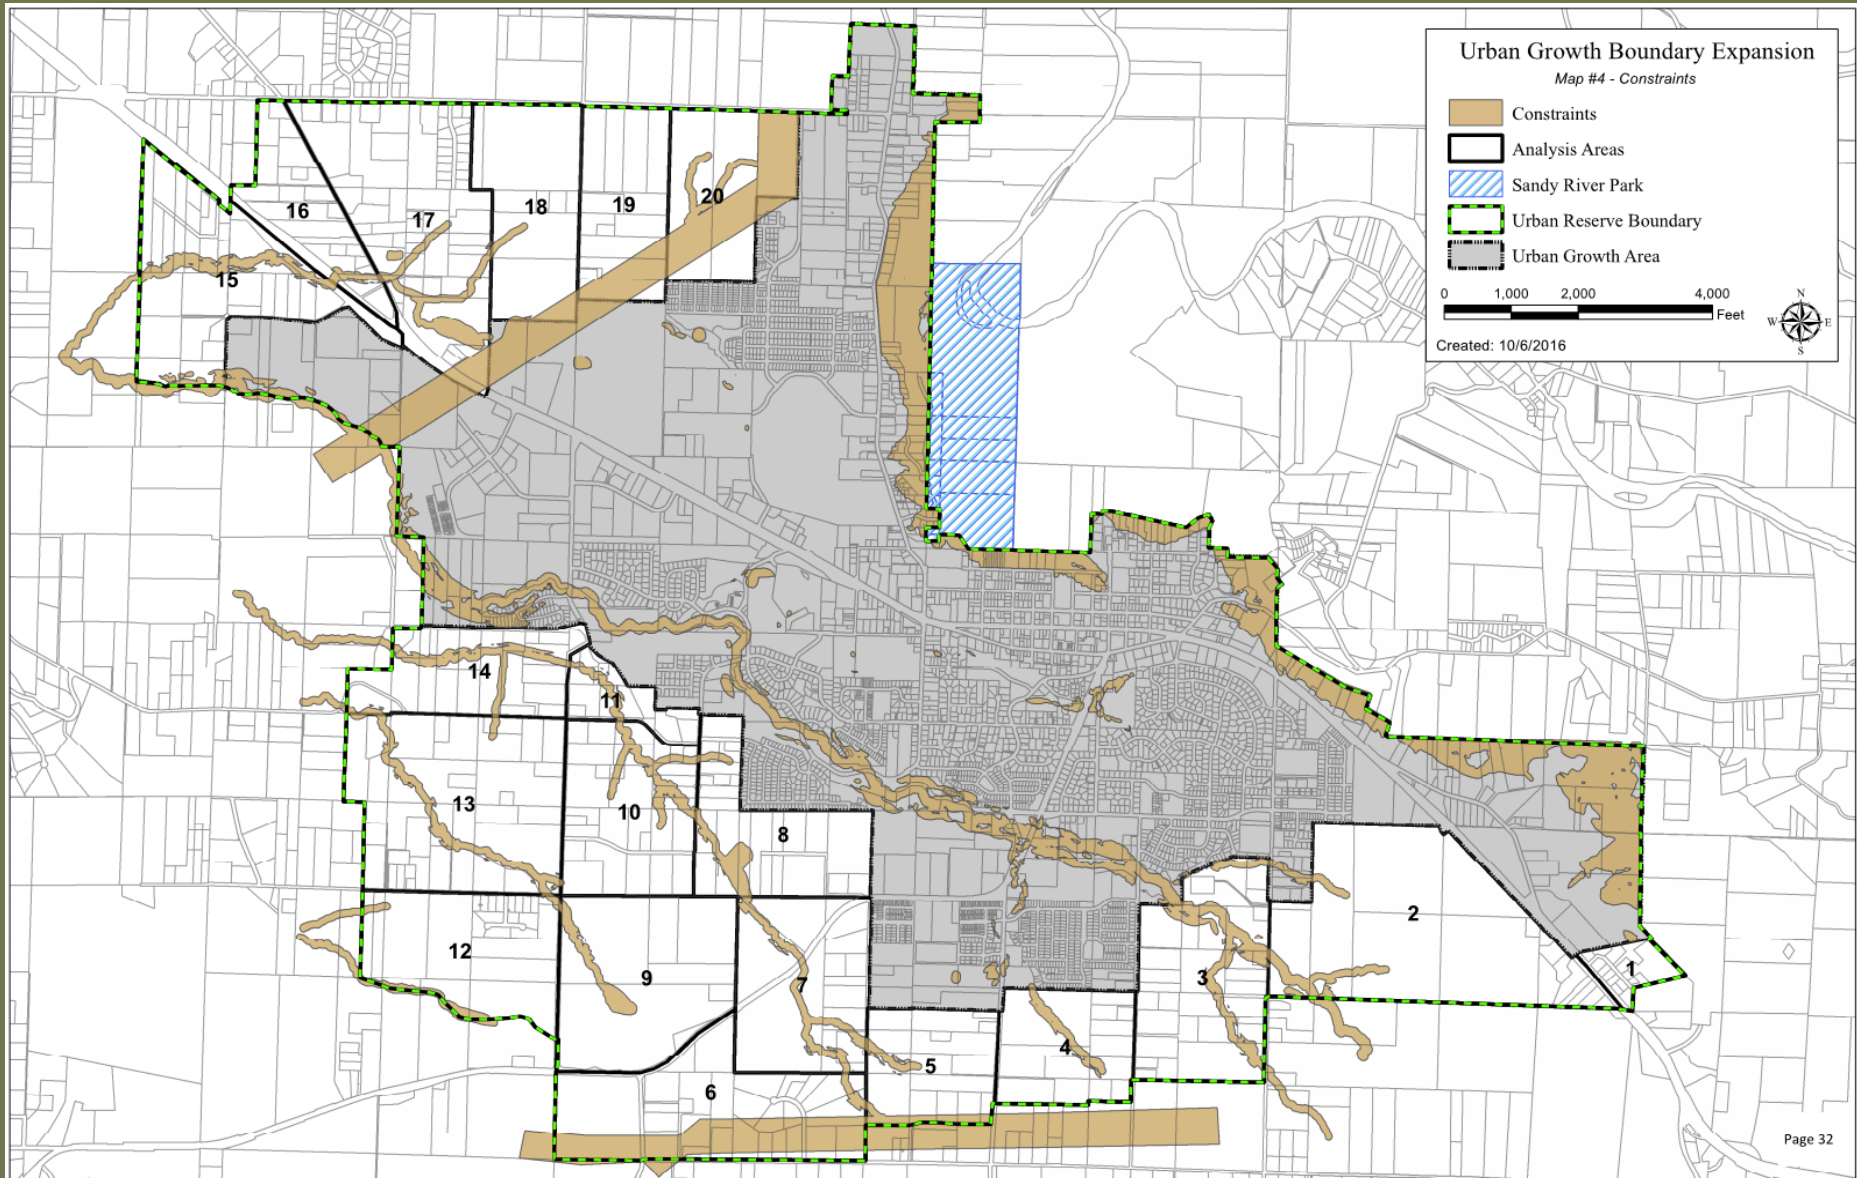 Urban Growth Boundary Expansion
Map #4 - Constraints
Constraints
Analysis Areas
Sandy River Park
Urban Reserve Boundary
Urban Growth Area
0 1,000 2,000 4,000
Feet
N
W E
S
Created: 10/6/2016
20
19
18
16
17
15
14
11
13
10
8
2
12
9
7
3
1
4
5
6
Page 32